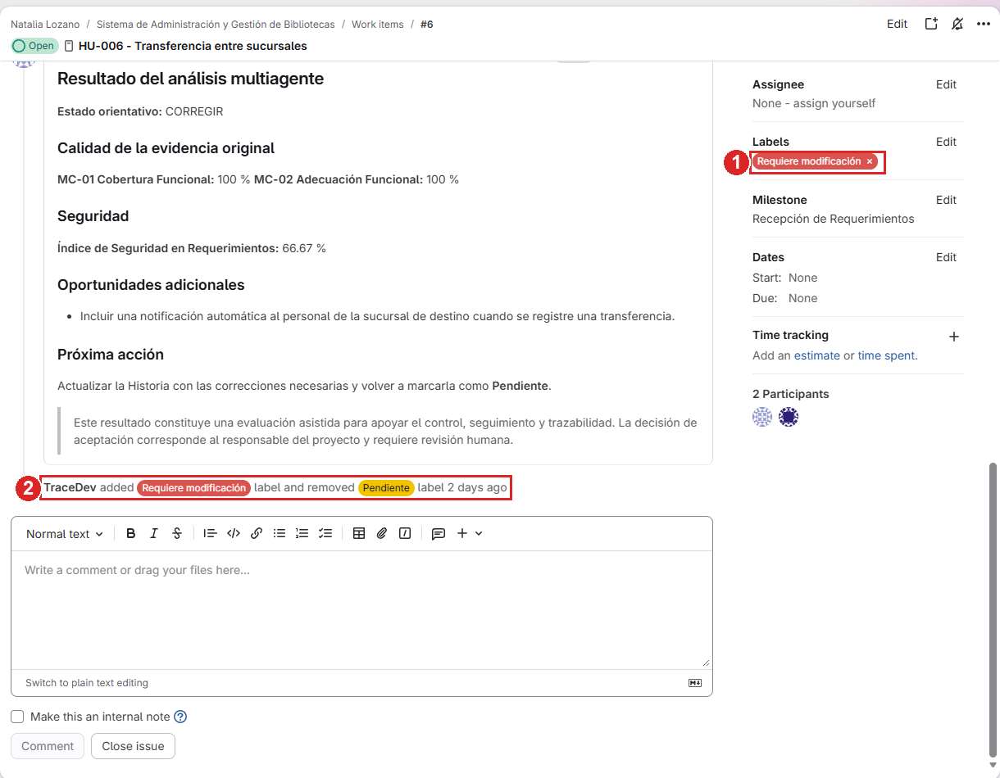 Natalia Lozano / Sistema de Administración y Gestión de Bibliotecas / Work items / #6
Edit
Open HU-006 - Transferencia entre sucursales
Resultado del análisis multiagente
Estado orientativo: CORREGIR
Calidad de la evidencia original
MC-01 Cobertura Funcional: 100 % MC-02 Adecuación Funcional: 100 %
Seguridad
Índice de Seguridad en Requerimientos: 66.67 %
Oportunidades adicionales
• Incluir una notificación automática al personal de la sucursal de destino cuando se registre una transferencia.
Próxima acción
Actualizar la Historia con las correcciones necesarias y volver a marcarla como Pendiente.
Este resultado constituye una evaluación asistida para apoyar el control, seguimiento y trazabilidad. La decisión de
aceptación corresponde al responsable del proyecto y requiere revisión humana.
2 TraceDev added Requiere modificación label and removed Pendiente label 2 days ago
Normal text
Write a comment or drag your files here...
Switch to plain text editing
Make this an internal note
Comment Close issue
Assignee Edit
None - assign yourself
Labels Edit
1 Requiere modificación ×
Milestone Edit
Recepción de Requerimientos
Dates Edit
Start: None
Due: None
Time tracking +
Add an estimate or time spent.
2 Participants